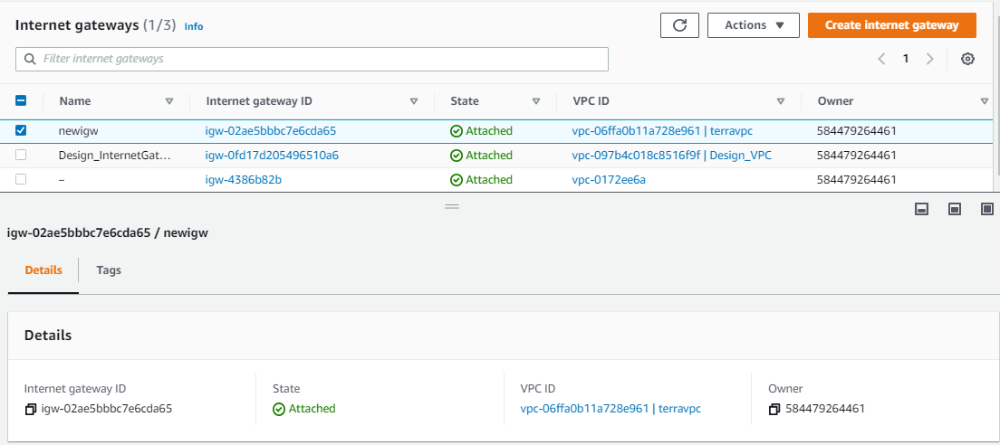 Internet gateways (1/3) Info
Actions
Create internet gateway
Filter internet gateways
1
Name Internet gateway ID State VPC ID Owner
newigw igw-02ae5bbbc7e6cda65 Attached vpc-06ffa0b11a728e961 | terravpc 584479264461
Design_InternetGat... igw-0fd17d205496510a6 Attached vpc-097b4c018c8516f9f | Design_VPC 584479264461
– igw-4386b82b Attached vpc-0172ee6a 584479264461
igw-02ae5bbbc7e6cda65 / newigw
Details Tags
Details
Internet gateway ID State VPC ID Owner
igw-02ae5bbbc7e6cda65 Attached vpc-06ffa0b11a728e961 | terravpc 584479264461